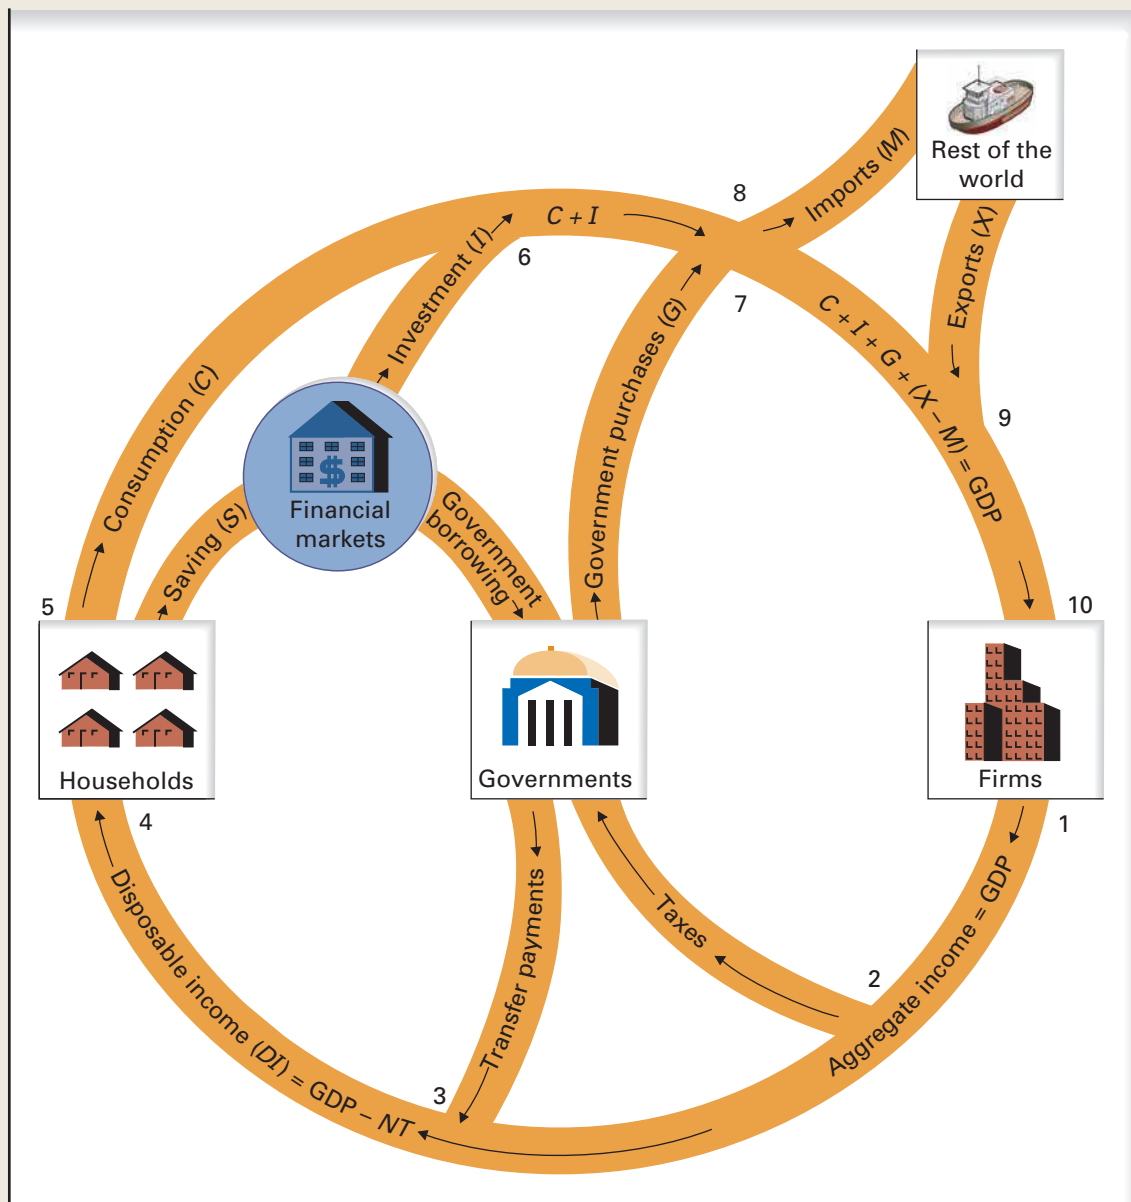 Rest of the
world
Imports (M)
8
Exports (X)
C + I
6
Investment (I)
7
C + I + G + (X – M) = GDP
9
Government purchases (G)
Consumption (C)
$
Financial
markets
Saving (S)
Government
borrowing
5
10
Households
Governments
Firms
4
1
Disposable income (DI) = GDP – NT
Transfer payments
Taxes
2
Aggregate income = GDP
3